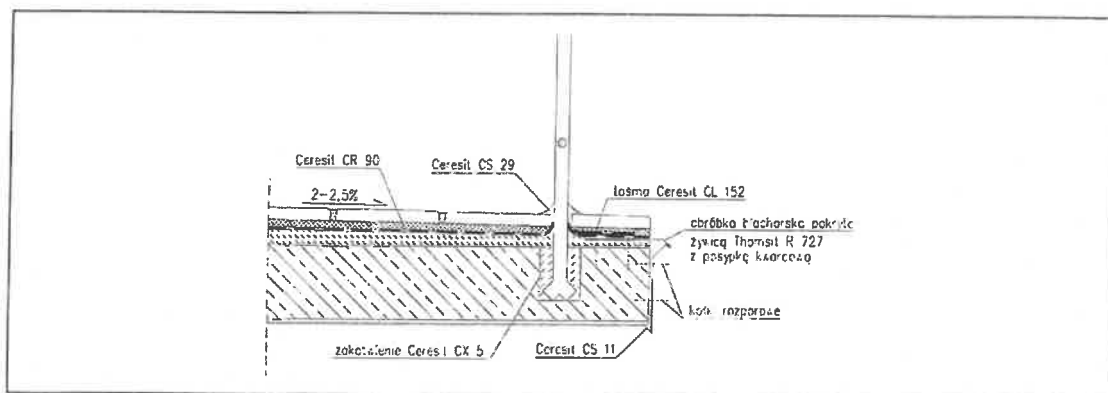 Ceresit CR 90
Ceresit CS 29
taśma Ceresit CL 152
2-2,5%
obróbka blacharska pokryć
żywicą Thomsit R 727
z posypką kwarcową
kołki rozporowe
zakotwienie Ceresit CX 5
Ceresit CS 11